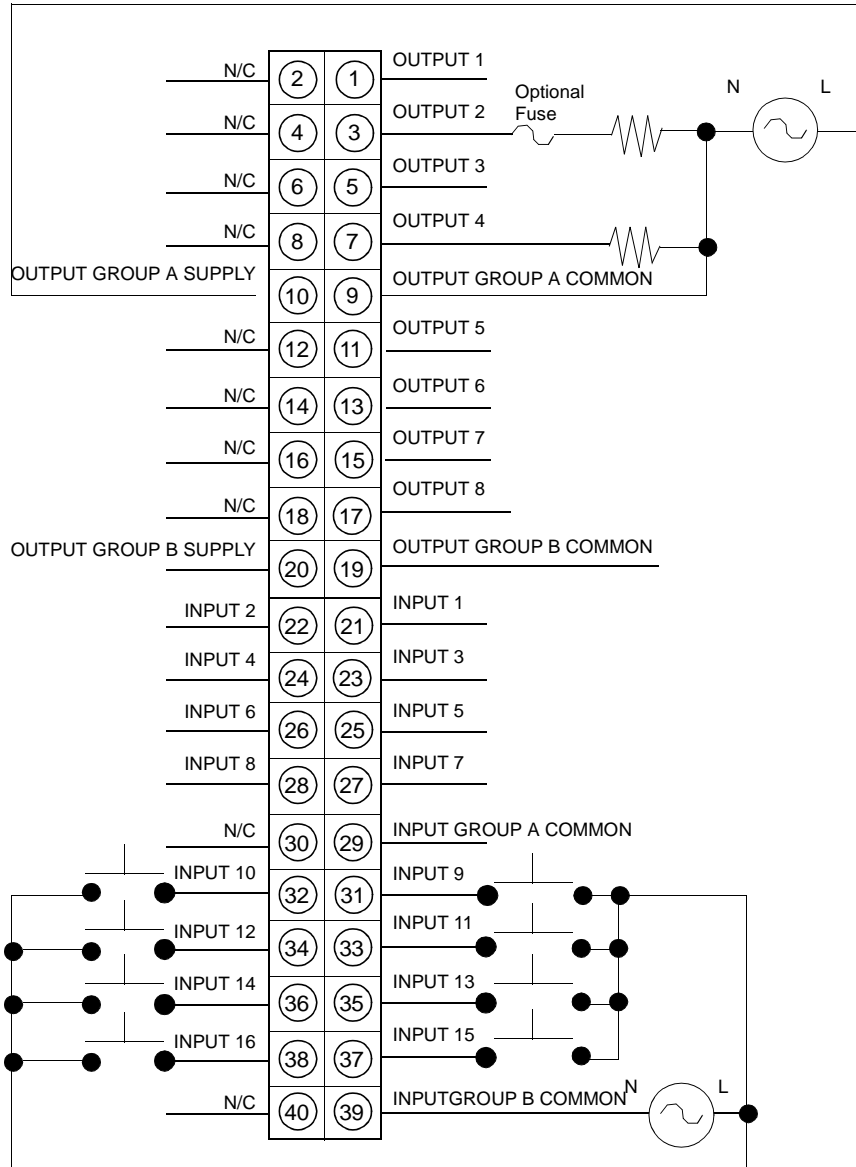 N/C 2 1 OUTPUT 1
Optional
Fuse
N L
N/C 4 3 OUTPUT 2
N/C 6 5 OUTPUT 3
N/C 8 7 OUTPUT 4
OUTPUT GROUP A SUPPLY 10 9 OUTPUT GROUP A COMMON
N/C 12 11 OUTPUT 5
N/C 14 13 OUTPUT 6
N/C 16 15 OUTPUT 7
N/C 18 17 OUTPUT 8
OUTPUT GROUP B SUPPLY 20 19 OUTPUT GROUP B COMMON
INPUT 2 22 21 INPUT 1
INPUT 4 24 23 INPUT 3
INPUT 6 26 25 INPUT 5
INPUT 8 28 27 INPUT 7
N/C 30 29 INPUT GROUP A COMMON
INPUT 10 32 31 INPUT 9
INPUT 12 34 33 INPUT 11
INPUT 14 36 35 INPUT 13
INPUT 16 38 37 INPUT 15
N/C 40 39 INPUTGROUP B COMMON N L